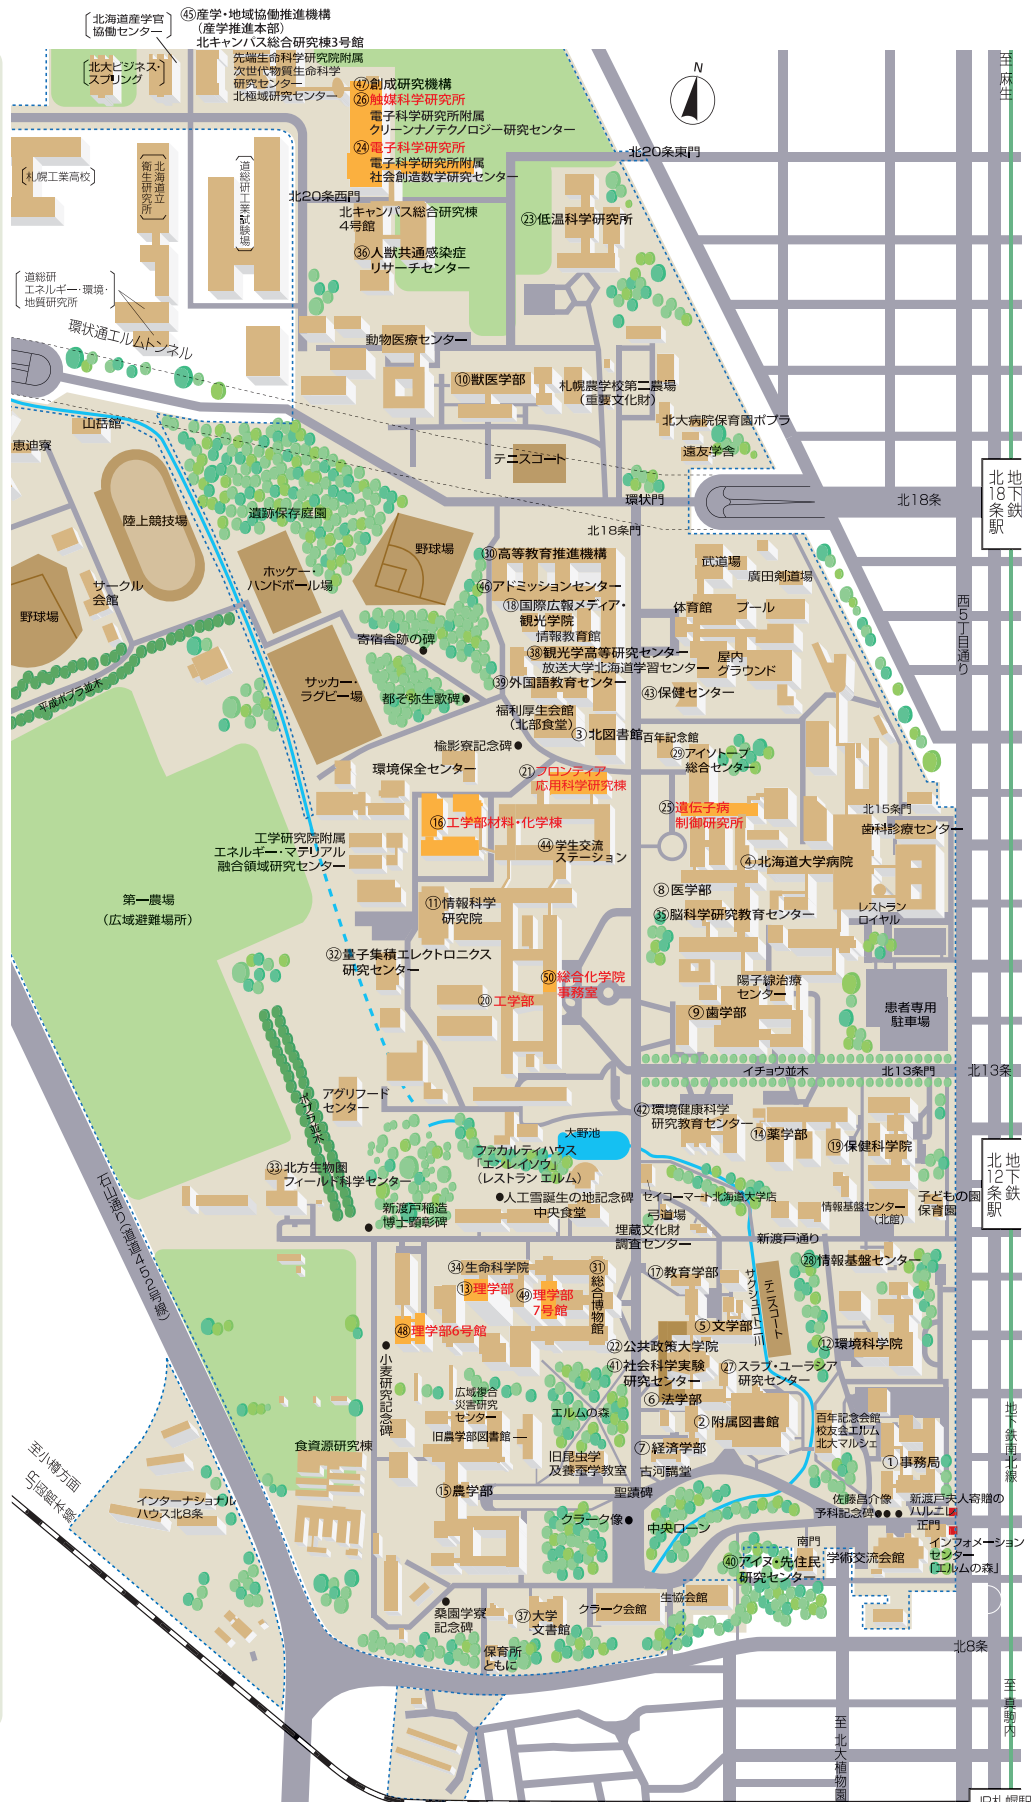 北海道産学官
協働センター
㊺産学・地域協働推進機構
（産学推進本部）
北キャンパス総合研究棟3号館
北大ビジネス・
スプリング
先端生命科学研究院附属
次世代物質生命科学
研究センター
北極域研究センター
㊼創成研究機構
㉖触媒科学研究所
電子科学研究所附属
クリーンナノテクノロジー研究センター
㉔電子科学研究所
電子科学研究所附属
社会創造数学研究センター
N
至 麻生
北20条東門
札幌工業高校
北海道立
衛生研究所
道総研工業試験場
北20条西門
北キャンパス総合研究棟
4号館
㉓低温科学研究所
㊱人獣共通感染症
リサーチセンター
道総研
エネルギー・環境・
地質研究所
環状通エルムトンネル
動物医療センター
⑩獣医学部
札幌農学校第二農場
（重要文化財）
北大病院保育園ポプラ
遠友学舎
山岳館
恵迪寮
テニスコート
環状門
北18条
地下鉄
北18条駅
陸上競技場
遺跡保存庭園
野球場
北18条門
㉚高等教育推進機構
武道場
廣田剣道場
ホッケー・
ハンドボール場
㊻アドミッションセンター
サークル
会館
野球場
⑱国際広報メディア・
観光学院
情報教育館
体育館
プール
西5丁目通り
寄宿舎跡の碑
㊳観光学高等研究センター
放送大学北海道学習センター
屋内
グラウンド
サッカー・
ラグビー場
㊴外国語教育センター
㊸保健センター
平成ポプラ並木
都ぞ弥生歌碑
福利厚生会館
（北部食堂）
③北図書館
百年記念館
楡影寮記念碑
㉙アイソトープ
総合センター
環境保全センター
㉑フロンティア
応用科学研究棟
㉕遺伝子病
制御研究所
北15条門
⑯工学部材料・化学棟
歯科診療センター
工学研究院附属
エネルギー・マテリアル
融合領域研究センター
㊹学生交流
ステーション
④北海道大学病院
第一農場
（広域避難場所）
⑪情報科学
研究院
⑧医学部
レストラン
ロイヤル
㉟脳科学研究教育センター
㉜量子集積エレクトロニクス
研究センター
㊿総合化学院
事務室
陽子線治療
センター
⑳工学部
⑨歯学部
患者専用
駐車場
イチョウ並木
北13条門
北13条
アグリフード
センター
ポプラ並木
㊷環境健康科学
研究教育センター
大野池
⑭薬学部
⑲保健科学院
ファカルティハウス
「エンレイソウ」
（レストラン エルム）
地下鉄
北12条駅
㉝北方生物圏
フィールド科学センター
石山通り（道道452号線）
人工雪誕生の地記念碑
中央食堂
セイコーマート北海道大学店
弓道場
情報基盤センター
（北館）
子どもの園
保育園
新渡戸稲造
博士顕彰碑
埋蔵文化財
調査センター
新渡戸通り
㉞生命科学院
㉛総合博物館
⑰教育学部
㉘情報基盤センター
⑬理学部
㊾理学部
7号館
サクシュコトニ川
テニスコート
㊽理学部6号館
⑤文学部
⑫環境科学院
㉒公共政策大学院
小麦研究記念碑
㊶社会科学実験
研究センター
㉗スラブ・ユーラシア
研究センター
広域複合
災害研究
センター
⑥法学部
エルムの森
②附属図書館
百年記念会館
校友会エルム
北大マルシェ
地下鉄南北線
旧農学部図書館
食資源研究棟
⑦経済学部
旧昆虫学
及養蚕学教室
古河講堂
①事務局
至小樽方面
JR函館本線
インターナショナル
ハウス北8条
⑮農学部
聖蹟碑
佐藤昌介像
予科記念碑
新渡戸夫人寄贈の
ハルニレ
正門
クラーク像
中央ローン
南門
インフォメーション
センター
「エルムの森」
㊵アイヌ・先住民
研究センター
学術交流会館
生協会館
クラーク会館
桑園学寮
記念碑
㊲大学
文書館
保育所
ともに
北8条
至 真駒内
至 北大植物園
JR札幌駅